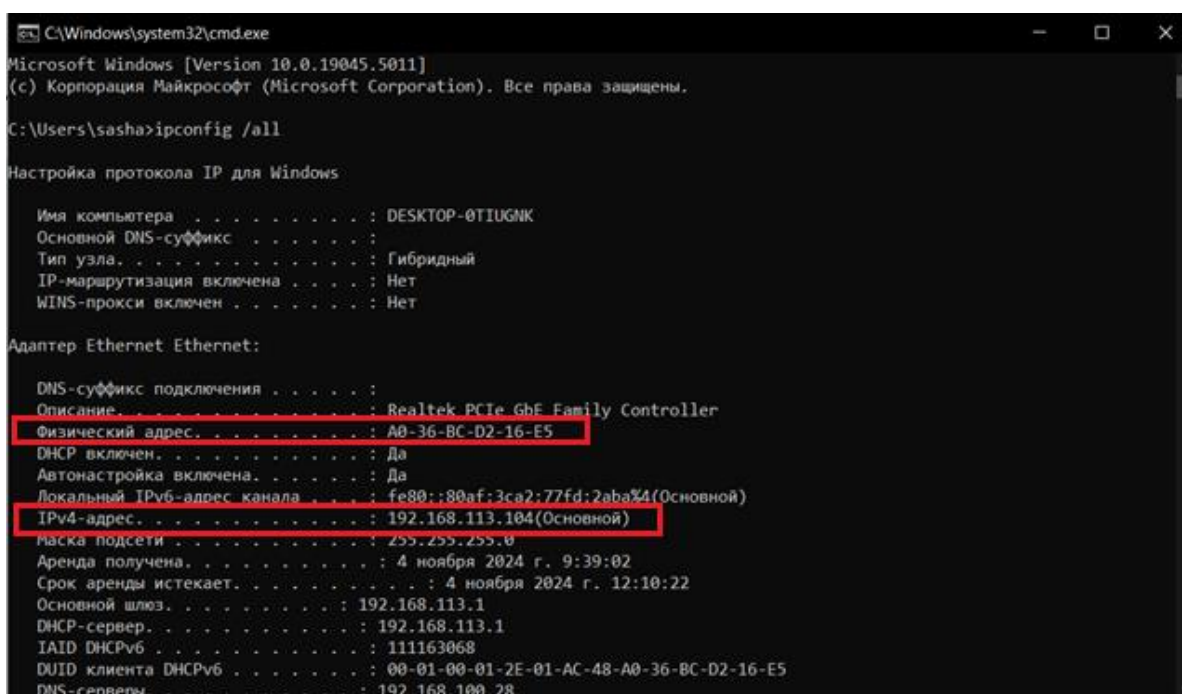 C:\Windows\system32\cmd.exe
Microsoft Windows [Version 10.0.19045.5011]
(c) Корпорация Майкрософт (Microsoft Corporation). Все права защищены.
C:\Users\sasha>ipconfig /all
Настройка протокола IP для Windows
Имя компьютера . . . . . . . . . : DESKTOP-0TIUGNK
Основной DNS-суффикс . . . . . . :
Тип узла. . . . . . . . . . . . . : Гибридный
IP-маршрутизация включена . . . . : Нет
WINS-прокси включен . . . . . . . : Нет
Адаптер Ethernet Ethernet:
DNS-суффикс подключения . . . . . :
Описание. . . . . . . . . . . . . : Realtek PCIe GbE Family Controller
Физический адрес. . . . . . . . . : A0-36-BC-D2-16-E5
DHCP включен. . . . . . . . . . . : Да
Автонастройка включена. . . . . . : Да
Локальный IPv6-адрес канала . . . : fe80::80af:3ca2:77fd:2aba%4(Основной)
IPv4-адрес. . . . . . . . . . . . : 192.168.113.104(Основной)
Маска подсети . . . . . . . . . . : 255.255.255.0
Аренда получена. . . . . . . . . . : 4 ноября 2024 г. 9:39:02
Срок аренды истекает. . . . . . . . . . : 4 ноября 2024 г. 12:10:22
Основной шлюз. . . . . . . . . : 192.168.113.1
DHCP-сервер. . . . . . . . . . . : 192.168.113.1
IAID DHCPv6 . . . . . . . . . . . : 111163068
DUID клиента DHCPv6 . . . . . . . : 00-01-00-01-2E-01-AC-48-A0-36-BC-D2-16-E5
DNS-серверы . . . . . . . . . . . : 192.168.100.28